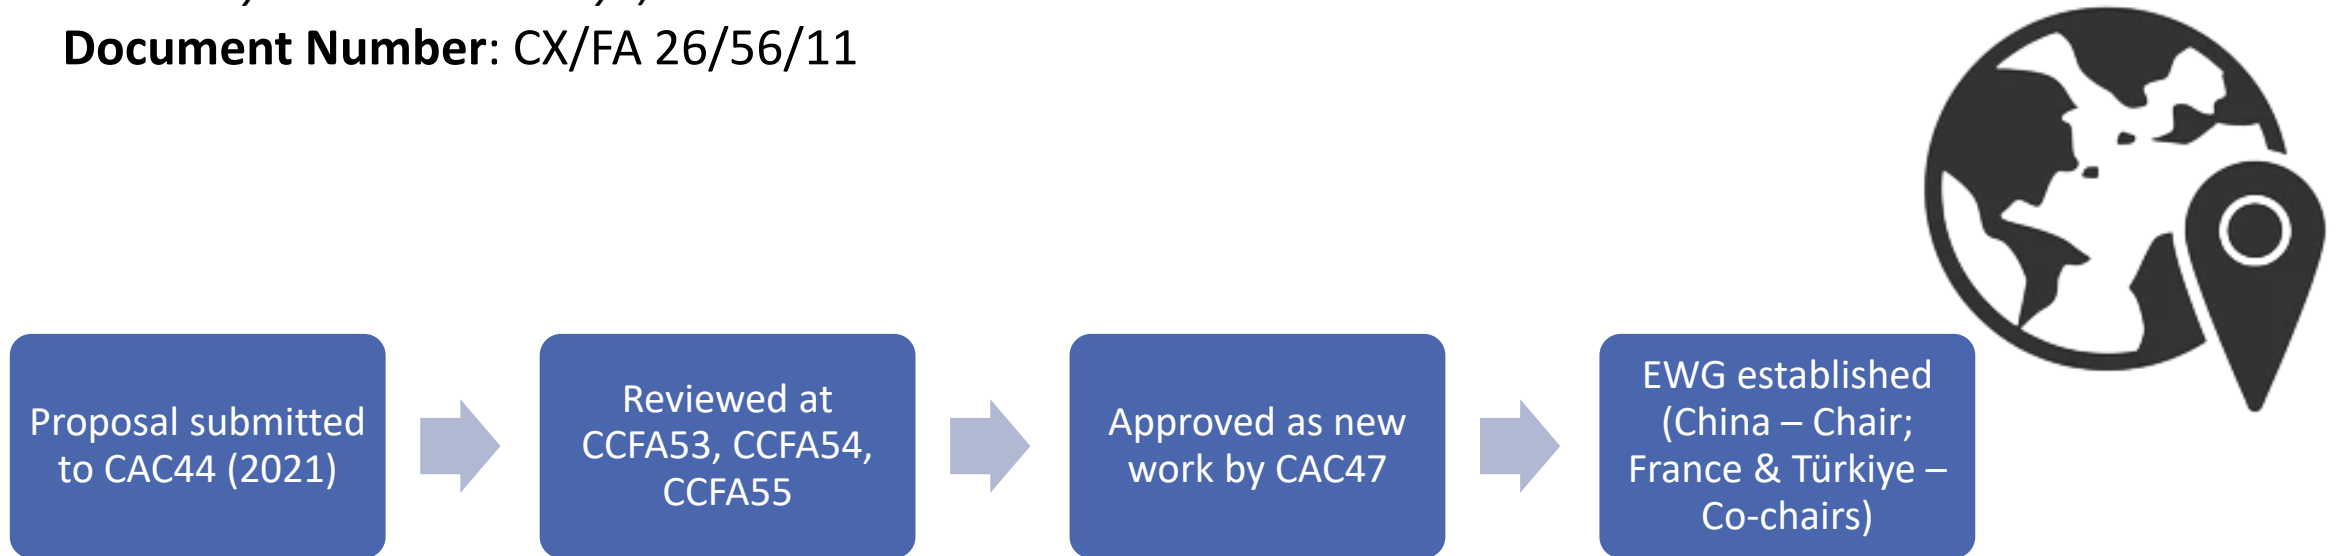 Document Number: CX/FA 26/56/11
Proposal submitted
to CAC44 (2021)
Reviewed at
CCFA53, CCFA54,
CCFA55
Approved as new
work by CAC47
EWG established
(China – Chair;
France & Türkiye –
Co-chairs)